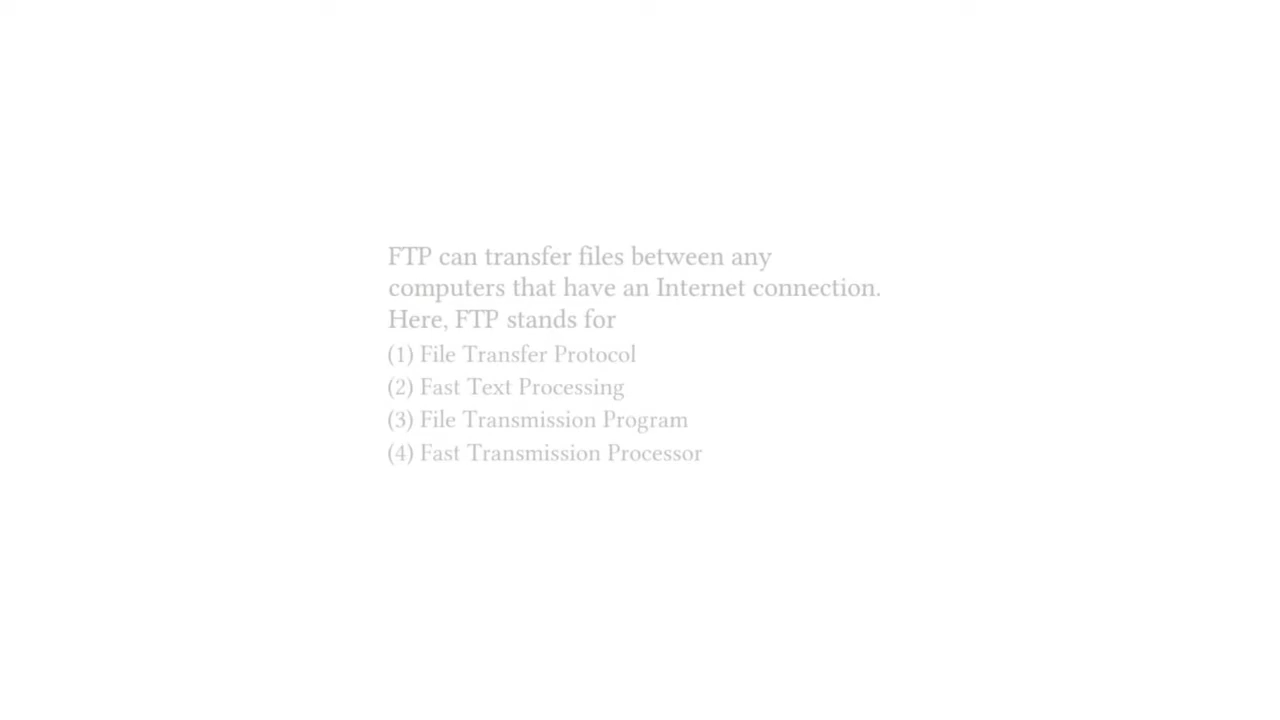 FTP can transfer files between any
computers that have an Internet connection.
Here, FTP stands for
(1) File Transfer Protocol
(2) Fast Text Processing
(3) File Transmission Program
(4) Fast Transmission Processor